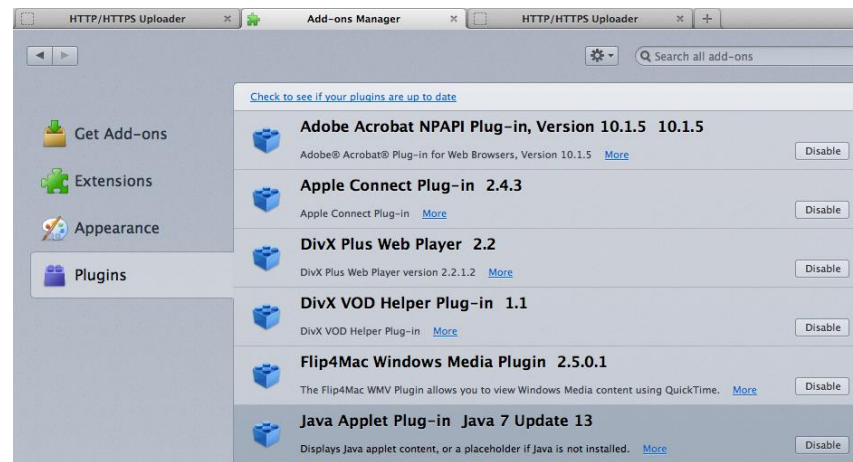 HTTP/HTTPS Uploader
Add-ons Manager
HTTP/HTTPS Uploader
Search all add-ons
Check to see if your plugins are up to date
Get Add-ons
Extensions
Appearance
Plugins
Adobe Acrobat NPAPI Plug-in, Version 10.1.5 10.1.5
Adobe® Acrobat® Plug-in for Web Browsers, Version 10.1.5 More
Disable
Apple Connect Plug-in 2.4.3
Apple Connect Plug-in More
Disable
DivX Plus Web Player 2.2
DivX Plus Web Player version 2.2.1.2 More
Disable
DivX VOD Helper Plug-in 1.1
DivX VOD Helper Plug-in More
Disable
Flip4Mac Windows Media Plugin 2.5.0.1
The Flip4Mac WMV Plugin allows you to view Windows Media content using QuickTime. More
Disable
Java Applet Plug-in Java 7 Update 13
Displays Java applet content, or a placeholder if Java is not installed. More
Disable